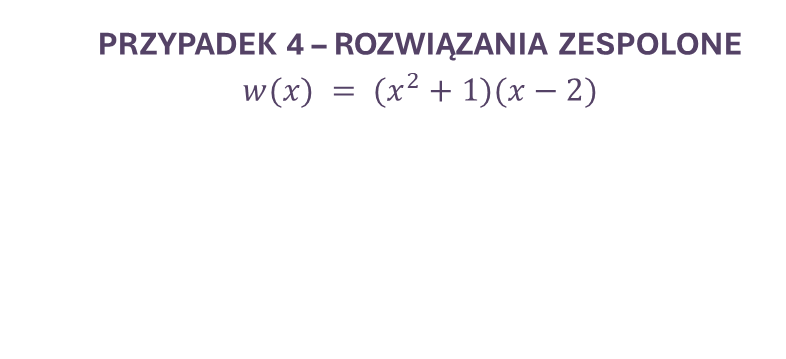 PRZYPADEK 4 – ROZWIĄZANIA ZESPOLONE
w(x) = (x² + 1)(x − 2)